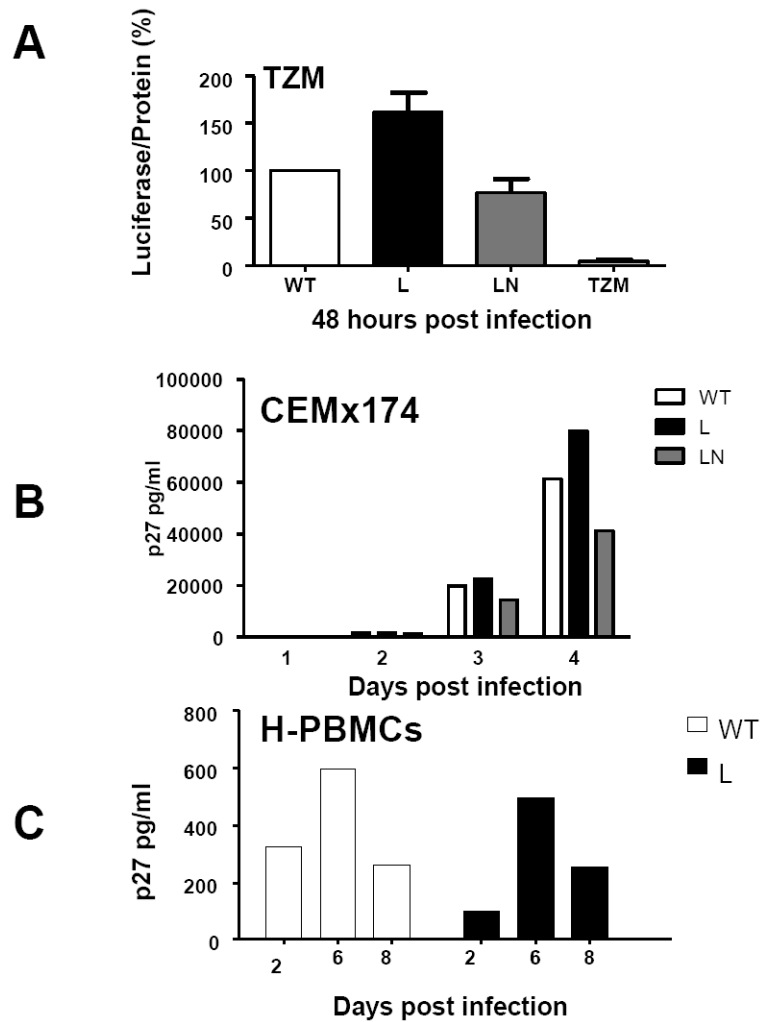 A
Luciferase/Protein (%)
TZM
200
150
100
50
0
WT L LN TZM
48 hours post infection
B
p27 pg/ml
CEMx174
100000
80000
60000
40000
20000
0
1 2 3 4
Days post infection
WT
L
LN
C
p27 pg/ml
H-PBMCs
800
600
400
200
0
2 6 8 2 6 8
Days post infection
WT
L